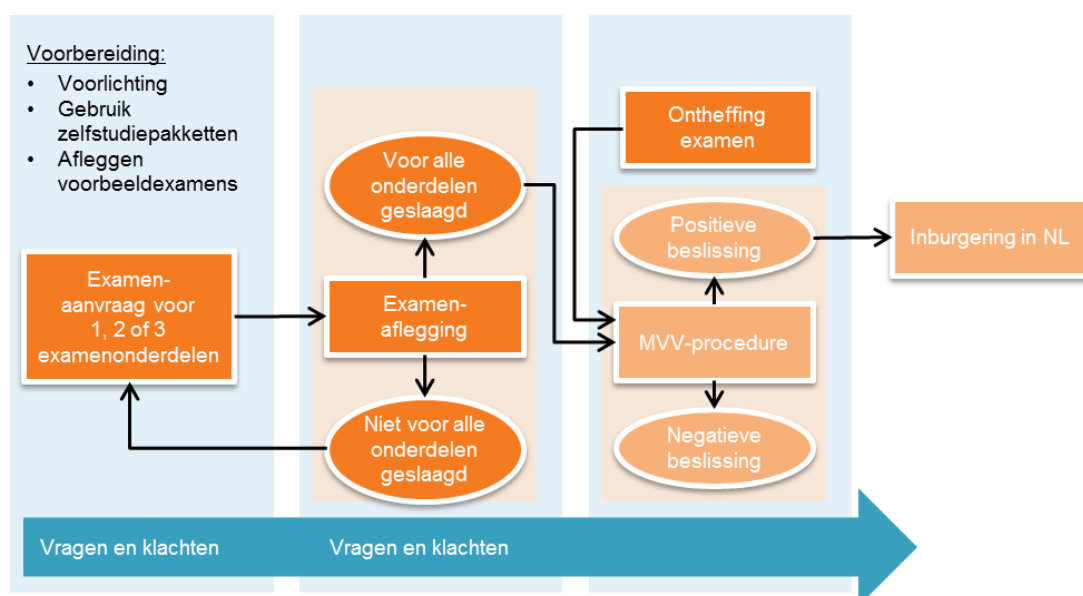 Voorbereiding:
• Voorlichting
• Gebruik
zelfstudiepakketten
• Afleggen
voorbeeldexamens
Examen-
aanvraag voor
1, 2 of 3
examenonderdelen
Voor alle
onderdelen
geslaagd
Examen-
aflegging
Niet voor alle
onderdelen
geslaagd
Ontheffing
examen
Positieve
beslissing
MVV-procedure
Negatieve
beslissing
Inburgering in NL
Vragen en klachten
Vragen en klachten